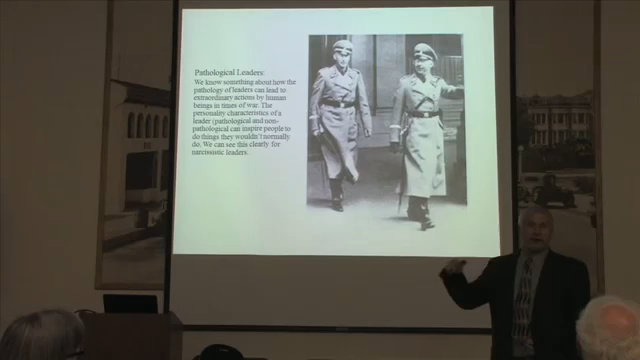 Pathological Leaders:
We know something about how the
pathology of leaders can lead to
extraordinary actions by human
beings in times of war. The
personality characteristics of a
leader (pathological and non-
pathological can inspire people to
do things they wouldn't normally
do. We can see this clearly for
narcissistic leaders.